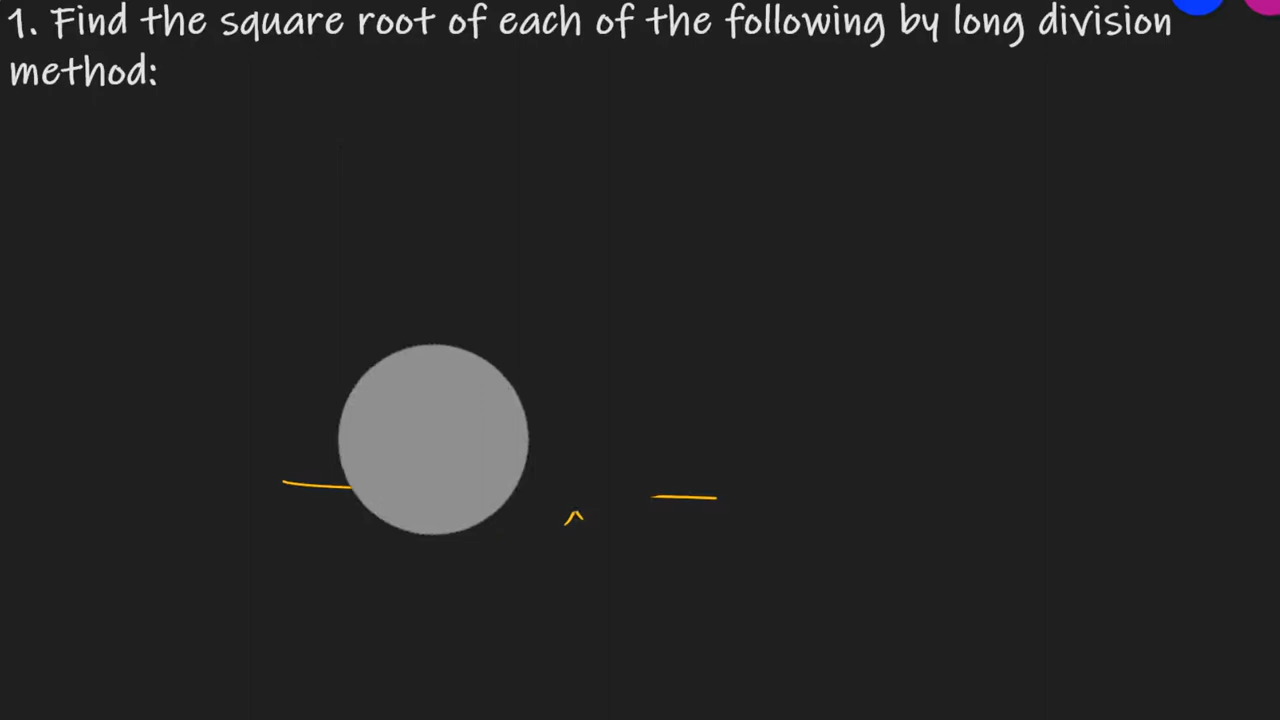 1. Find the square root of each of the following by long division
method: